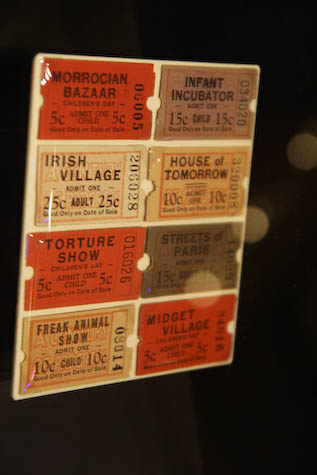 MORROCIAN
BAZAAR
- CHILDREN'S DAY -
5c ADMIT ONE 5c
CHILD
Good Only on Date of Sale
06005
INFANT
INCUBATOR
ADMIT ONE
15c CHILD 15c
Good Only on Date of Sale
034020
IRISH
VILLAGE
ADMIT ONE
25c ADULT 25c
Good Only on Date of Sale
206028
HOUSE of
TOMORROW
ADMIT ONE
10c 10c
Good Only on Date of Sale
TORTURE
SHOW
- CHILDREN'S DAY -
5c ADMIT ONE 5c
CHILD
Good Only on Date of Sale
016026
STREETS of
PARIS
ADMIT ONE
15c ADULT 15c
Good Only on Date of Sale
FREAK ANIMAL
SHOW
ADMIT ONE
10c CHILD 10c
Good Only on Date of Sale
08014
MIDGET
VILLAGE
- CHILDREN'S DAY -
5c ADMIT ONE 5c
CHILD
Good Only on Date of Sale